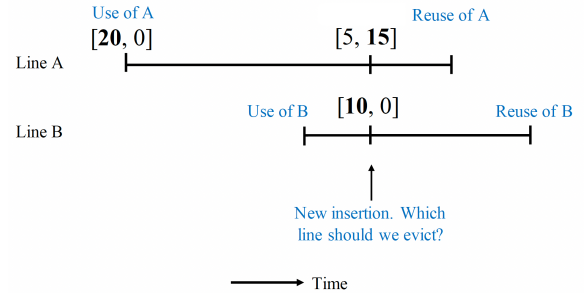 Use of A
Reuse of A
[20, 0]
[5, 15]
Line A
Use of B
[10, 0]
Reuse of B
Line B
New insertion. Which
line should we evict?
Time